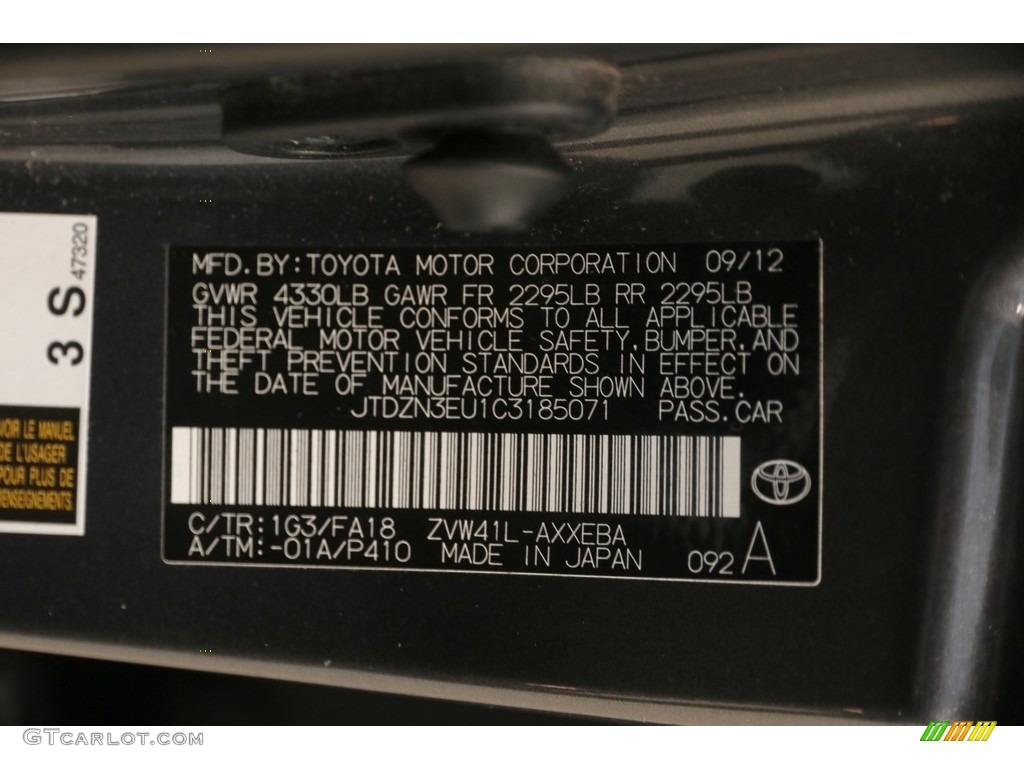 47320
3 S
VOIR LE MANUEL
DE L'USAGER
POUR PLUS DE
RENSEIGNEMENTS.
MFD.BY:TOYOTA MOTOR CORPORATION 09/12
GVWR 4330LB GAWR FR 2295LB RR 2295LB
THIS VEHICLE CONFORMS TO ALL APPLICABLE
FEDERAL MOTOR VEHICLE SAFETY,BUMPER,AND
THEFT PREVENTION STANDARDS IN EFFECT ON
THE DATE OF MANUFACTURE SHOWN ABOVE.
JTDZN3EU1C3185071 PASS.CAR
C/TR:1G3/FA18 ZVW41L-AXXEBA
A/TM:-01A/P410 MADE IN JAPAN 092 A
GTCarlot.com